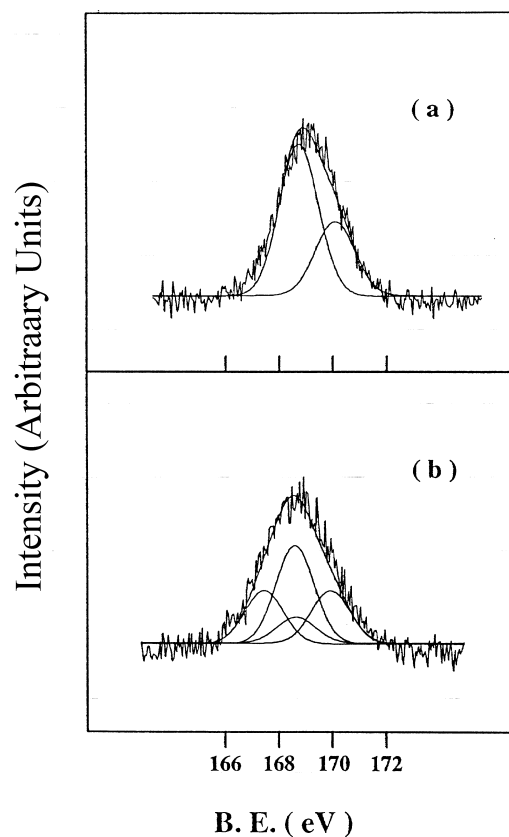 ( a )
Intensity (Arbitraary Units)
( b )
166 168 170 172
B. E. ( eV )